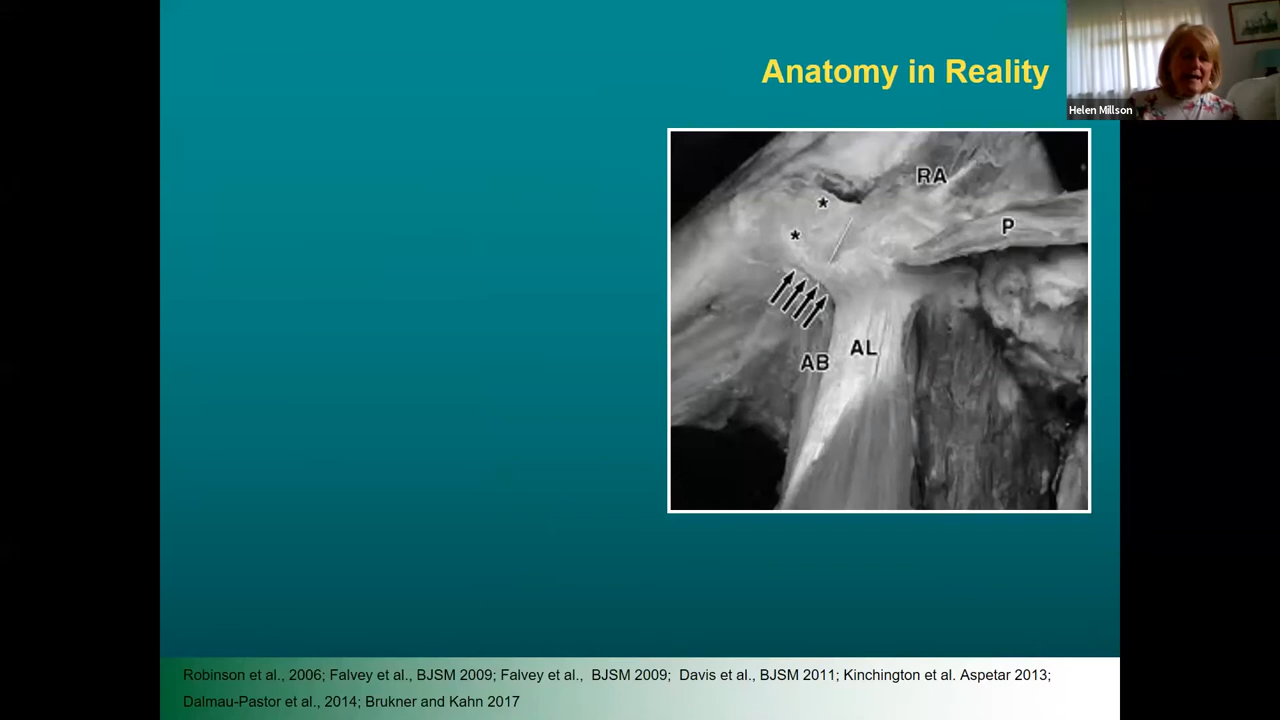 Anatomy in Reality
Helen Millson
RA
*
P
*
AB
AL
Robinson et al., 2006; Falvey et al., BJSM 2009; Falvey et al., BJSM 2009; Davis et al., BJSM 2011; Kinchington et al. Aspetar 2013;
Dalmau-Pastor et al., 2014; Brukner and Kahn 2017